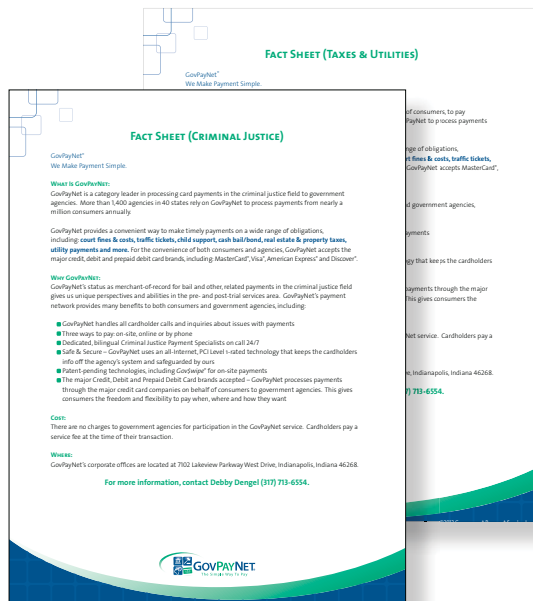 FACT SHEET (TAXES & UTILITIES)
GovPayNet®
We Make Payment Simple.
of consumers, to pay
PayNet to process payments
nge of obligations,
rt fines & costs, traffic tickets,
GovPayNet accepts MasterCard®,
d government agencies,
ayments
gy that keeps the cardholders
payments through the major
This gives consumers the
Net service. Cardholders pay a
e, Indianapolis, Indiana 46268.
7) 713-6554.
FACT SHEET (CRIMINAL JUSTICE)
GovPayNet®
We Make Payment Simple.
WHAT IS GOVPAYNET:
GovPayNet is a category leader in processing card payments in the criminal justice field to government
agencies. More than 1,400 agencies in 40 states rely on GovPayNet to process payments from nearly a
million consumers annually.
GovPayNet provides a convenient way to make timely payments on a wide range of obligations,
including: court fines & costs, traffic tickets, child support, cash bail/bond, real estate & property taxes,
utility payments and more. For the convenience of both consumers and agencies, GovPayNet accepts the
major credit, debit and prepaid debit card brands, including: MasterCard®, Visa®, American Express® and Discover®.
WHY GOVPAYNET:
GovPayNet's status as merchant-of-record for bail and other, related payments in the criminal justice field
gives us unique perspectives and abilities in the pre- and post-trial services area. GovPayNet's payment
network provides many benefits to both consumers and government agencies, including:
GovPayNet handles all cardholder calls and inquiries about issues with payments
Three ways to pay: on-site, online or by phone
Dedicated, bilingual Criminal Justice Payment Specialists on call 24/7
Safe & Secure – GovPayNet uses an all-Internet, PCI Level 1-rated technology that keeps the cardholders
info off the agency's system and safeguarded by ours
Patent-pending technologies, including GovSwipe® for on-site payments
The major Credit, Debit and Prepaid Debit Card brands accepted – GovPayNet processes payments
through the major credit card companies on behalf of consumers to government agencies. This gives
consumers the freedom and flexibility to pay when, where and how they want
COST:
There are no charges to government agencies for participation in the GovPayNet service. Cardholders pay a
service fee at the time of their transaction.
WHERE:
GovPayNet's corporate offices are located at 7102 Lakeview Parkway West Drive, Indianapolis, Indiana 46268.
For more information, contact Debby Dengel (317) 713-6554.
GOVPAYNET
The Simple Way To Pay